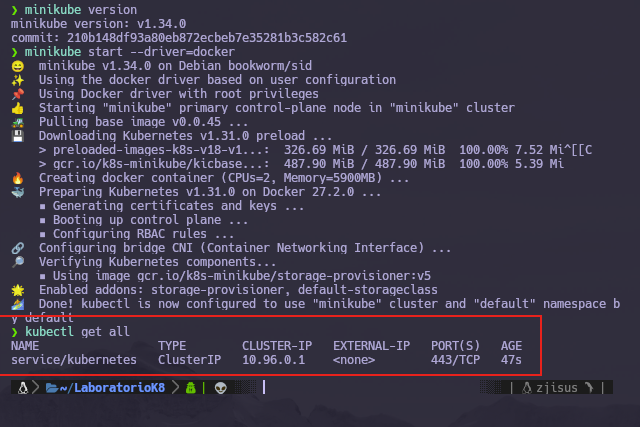 ❯ minikube version
minikube version: v1.34.0
commit: 210b148df93a80eb872ecbeb7e35281b3c582c61
❯ minikube start --driver=docker
😄  minikube v1.34.0 on Debian bookworm/sid
✨  Using the docker driver based on user configuration
📌  Using Docker driver with root privileges
👍  Starting "minikube" primary control-plane node in "minikube" cluster
🚜  Pulling base image v0.0.45 ...
💾  Downloading Kubernetes v1.31.0 preload ...
    > preloaded-images-k8s-v18-v1...:  326.69 MiB / 326.69 MiB  100.00% 7.52 Mi^[[C
    > gcr.io/k8s-minikube/kicbase...:  487.90 MiB / 487.90 MiB  100.00% 5.39 Mi
🔥  Creating docker container (CPUs=2, Memory=5900MB) ...
🐳  Preparing Kubernetes v1.31.0 on Docker 27.2.0 ...
    ▪ Generating certificates and keys ...
    ▪ Booting up control plane ...
    ▪ Configuring RBAC rules ...
🔗  Configuring bridge CNI (Container Networking Interface) ...
🔎  Verifying Kubernetes components...
    ▪ Using image gcr.io/k8s-minikube/storage-provisioner:v5
🌟  Enabled addons: storage-provisioner, default-storageclass
🏄  Done! kubectl is now configured to use "minikube" cluster and "default" namespace b
y default
❯ kubectl get all
NAME                 TYPE        CLUSTER-IP   EXTERNAL-IP   PORT(S)   AGE
service/kubernetes   ClusterIP   10.96.0.1    <none>        443/TCP   47s
~/LaboratorioK8 | zjisus |